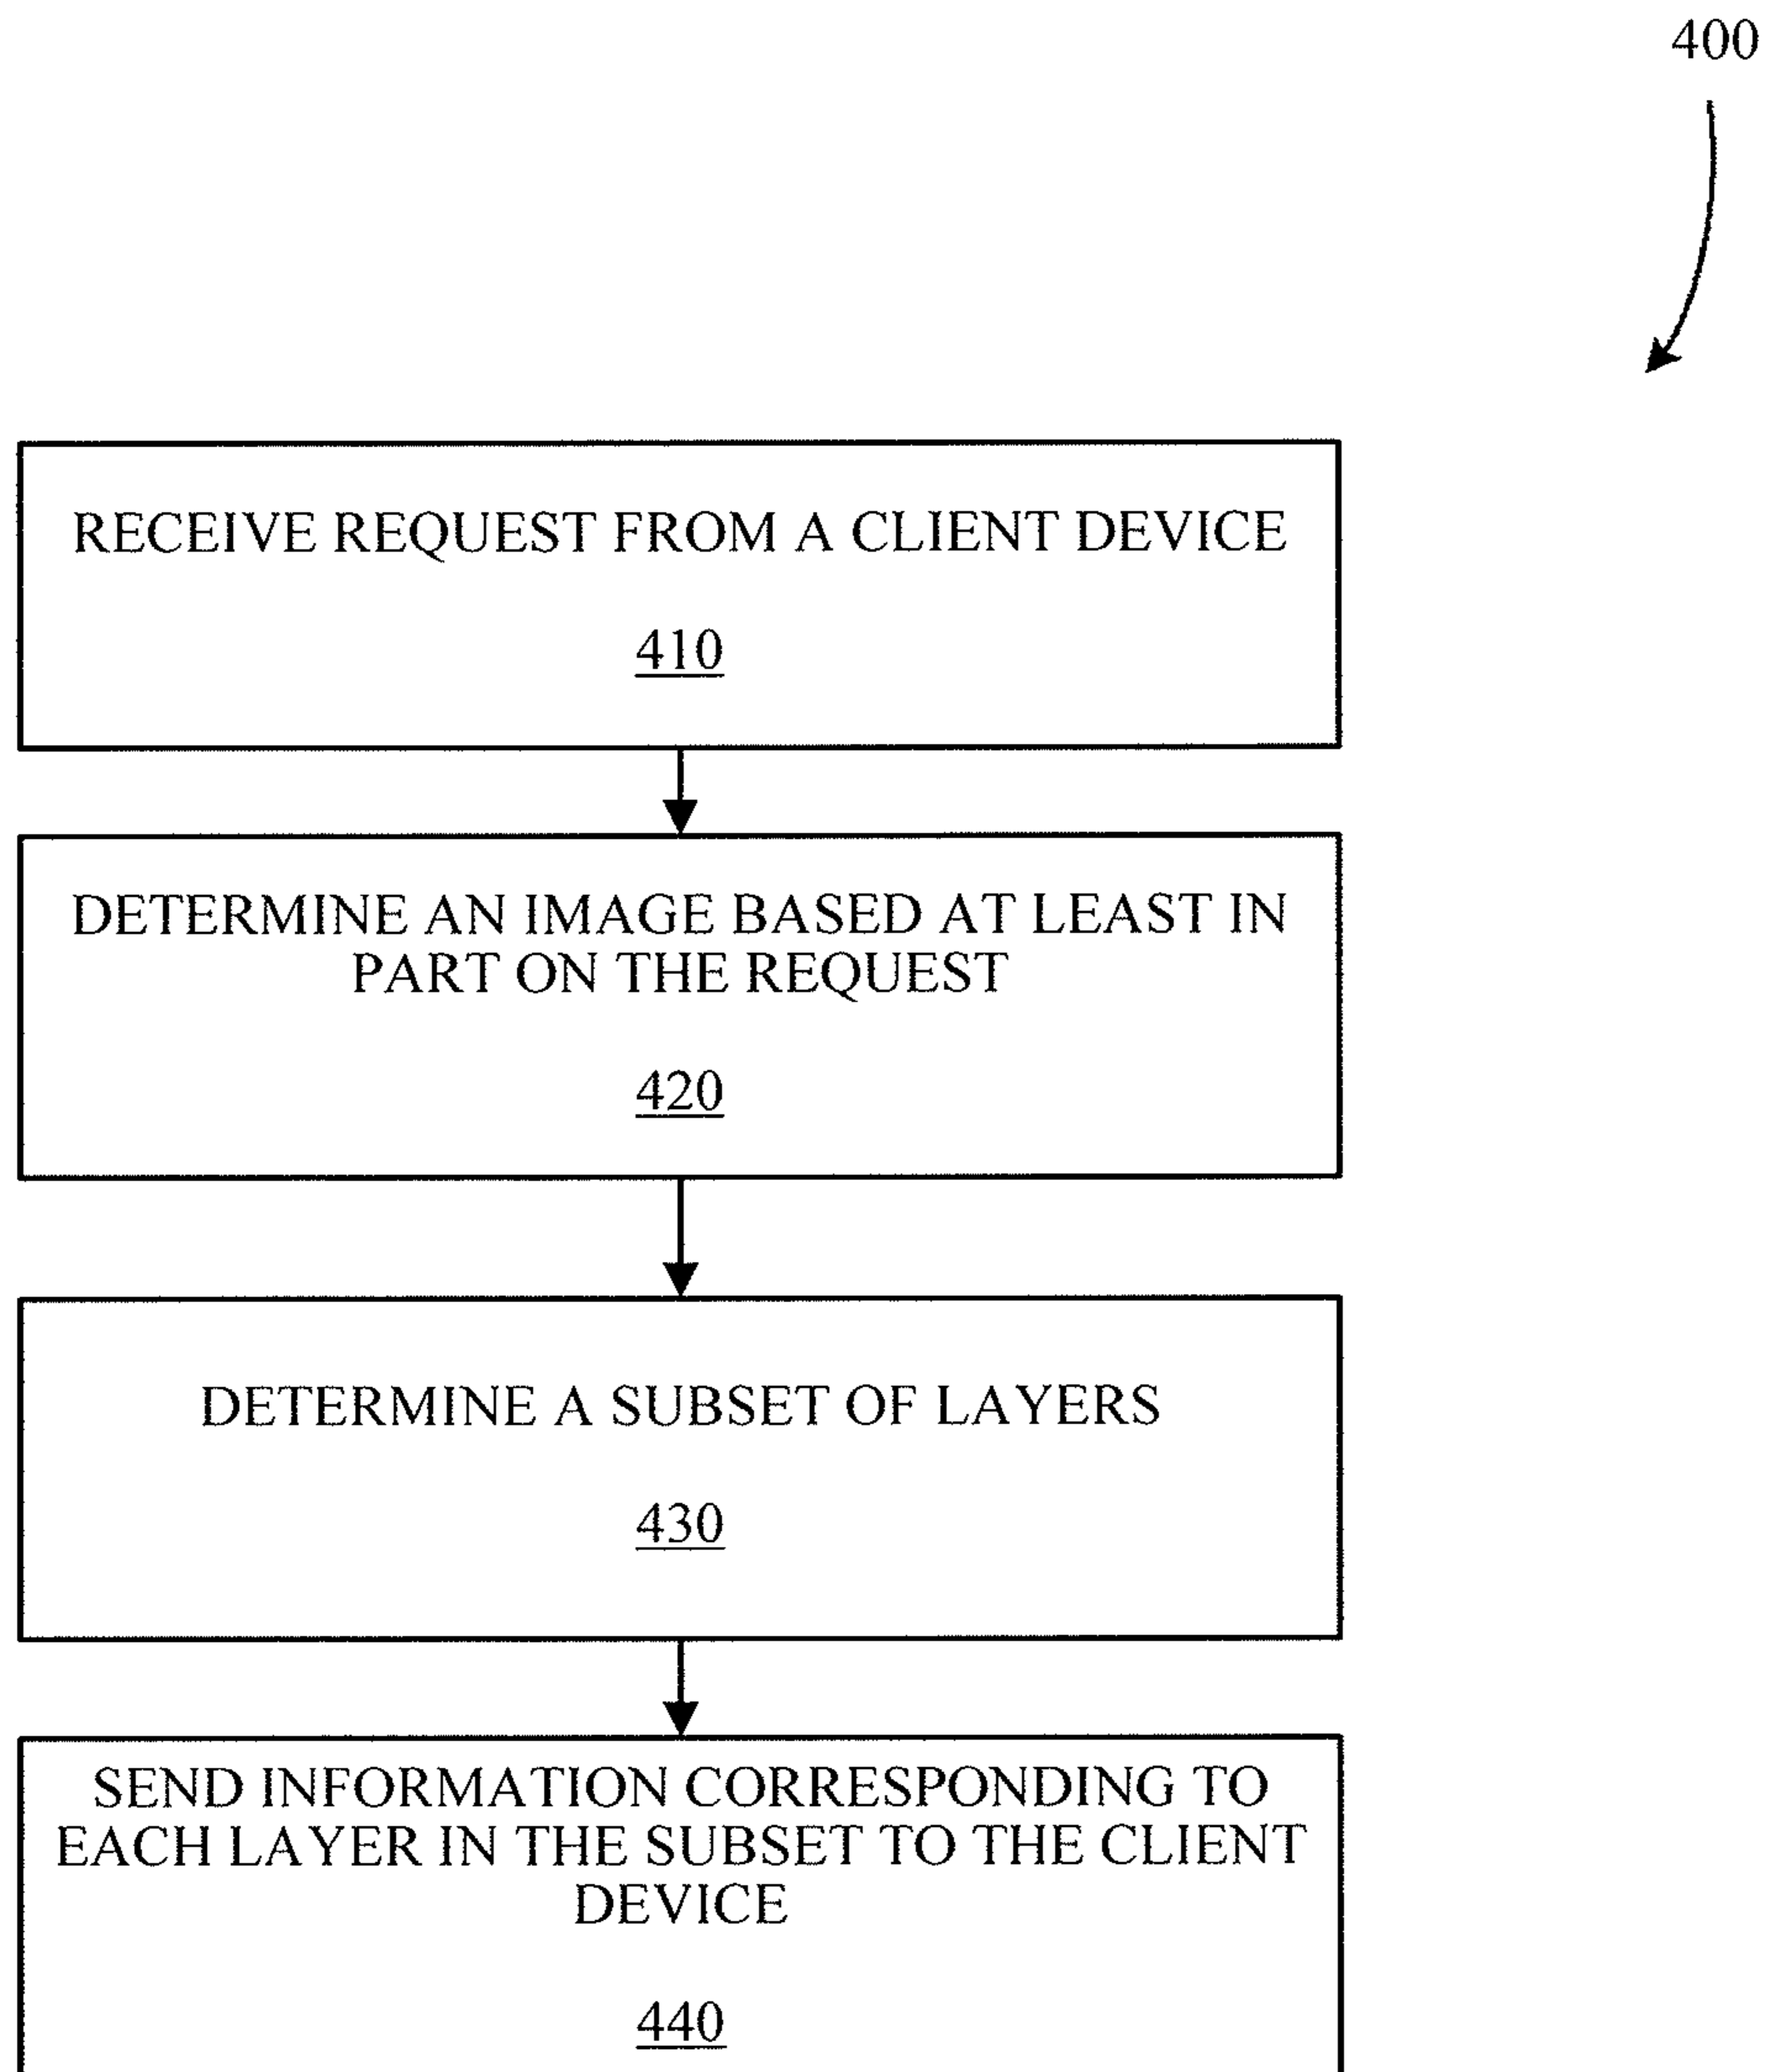 400
RECEIVE REQUEST FROM A CLIENT DEVICE
410
DETERMINE AN IMAGE BASED AT LEAST IN
PART ON THE REQUEST
420
DETERMINE A SUBSET OF LAYERS
430
SEND INFORMATION CORRESPONDING TO
EACH LAYER IN THE SUBSET TO THE CLIENT
DEVICE
440